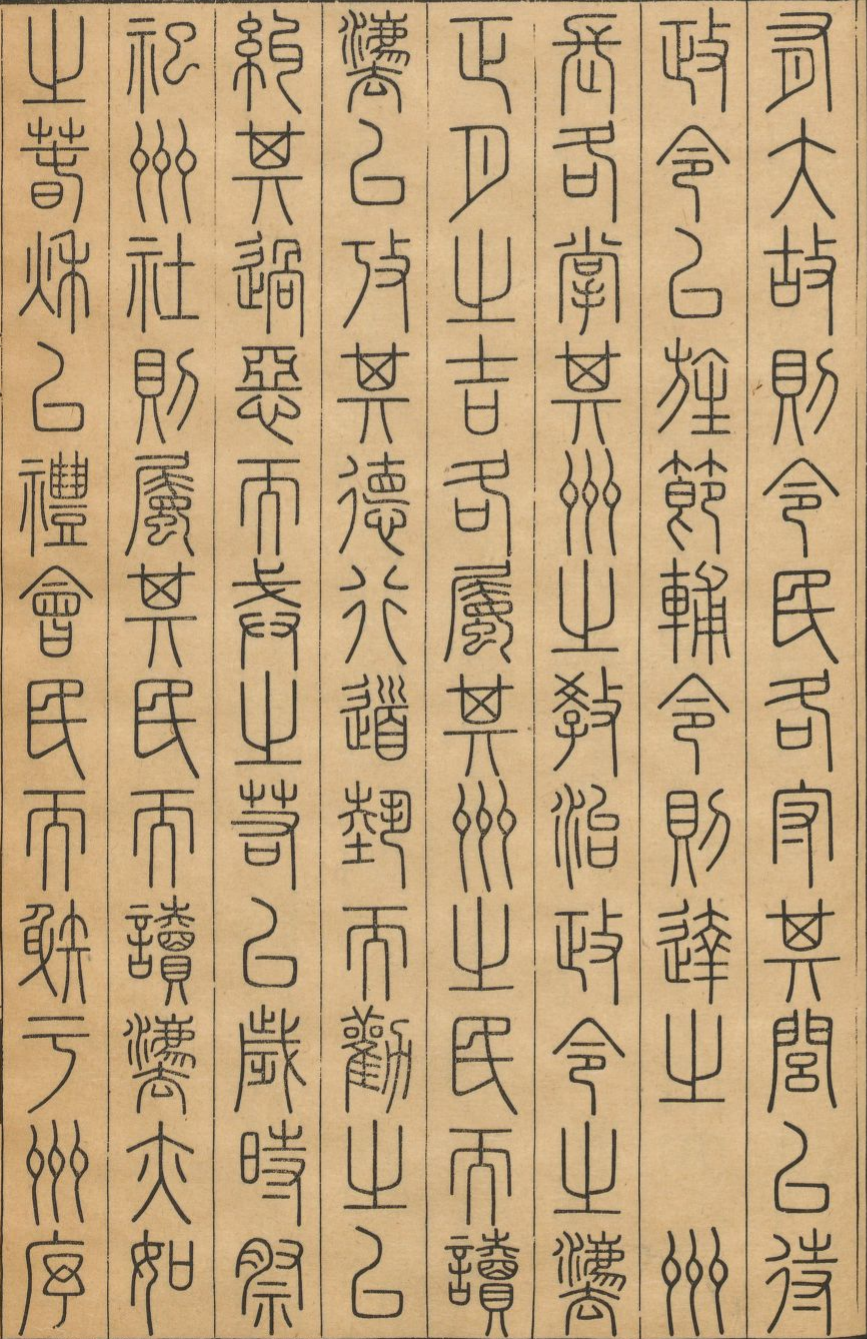 有大故則令民各守其閭以待
政令以旌節輔令則達之　州
長各掌其州之教治政令之灋
正月之吉各屬其州之民而讀
灋以攷其德行道藝而勸之以
糾其過惡而戒之若以歲時祭
祀州社則屬其民而讀灋亦如
之春秋以禮會民而射于州序